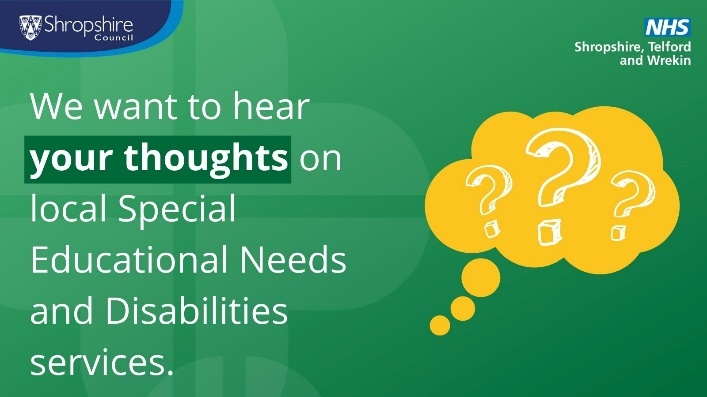 Shropshire
Council
NHS
Shropshire, Telford
and Wrekin
We want to hear
your thoughts on
local Special
Educational Needs
and Disabilities
services.
? ? ?